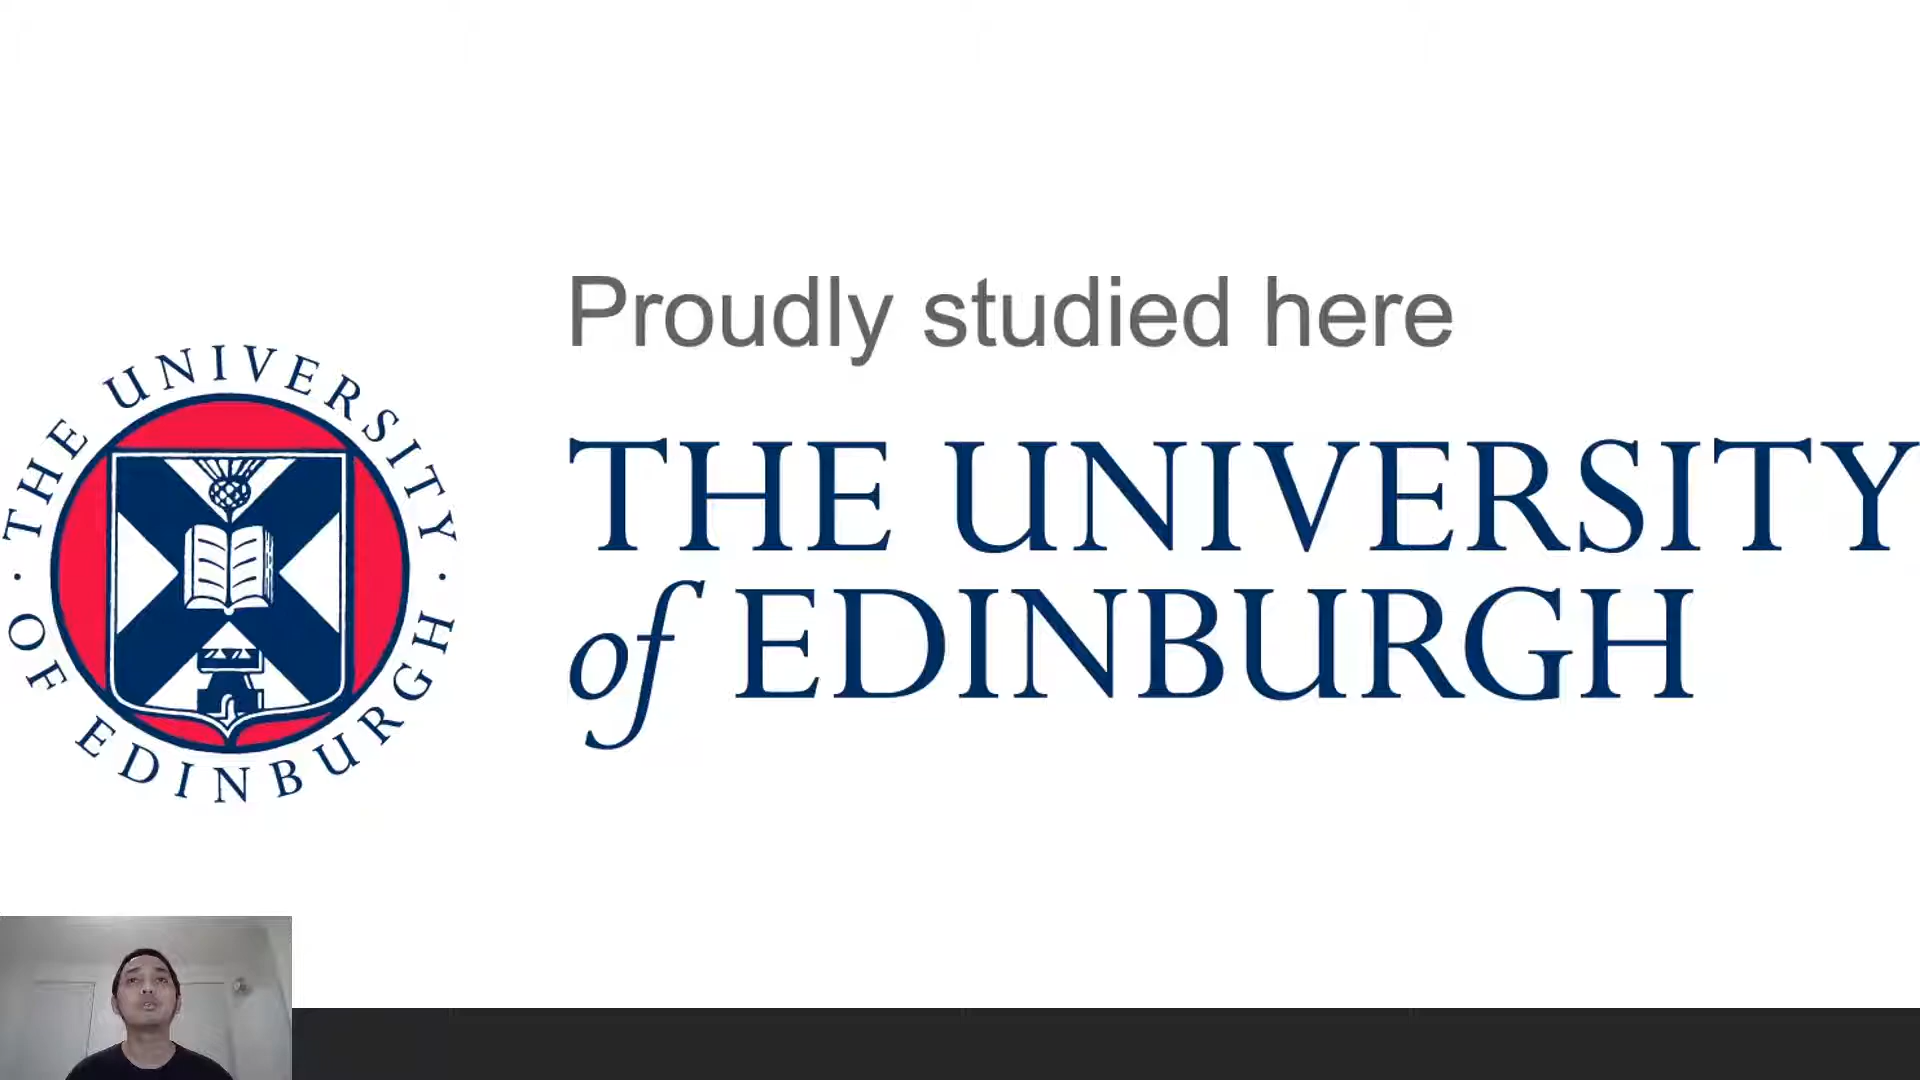 Proudly studied here
THE UNIVERSITY
of EDINBURGH
THE UNIVERSITY
OF EDINBURGH